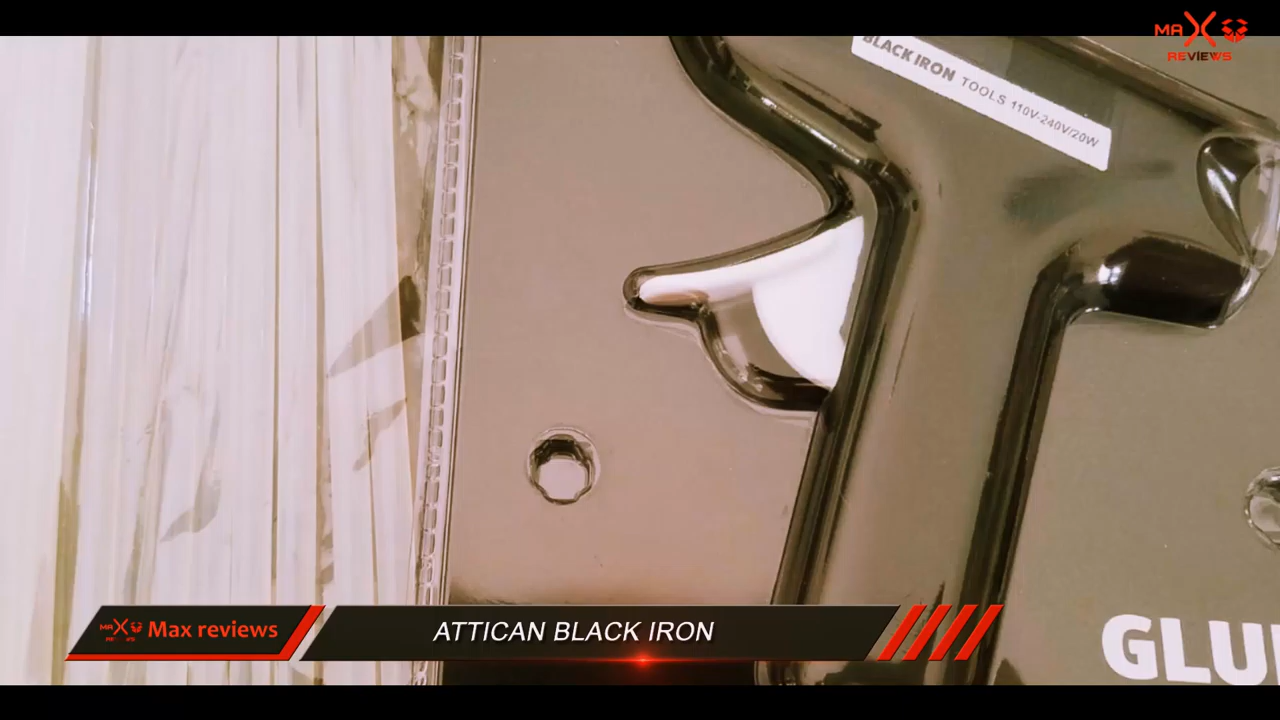 MAX
REVIEWS
BLACK IRON TOOLS 110V-240V/20W
GLU
Max reviews
ATTICAN BLACK IRON